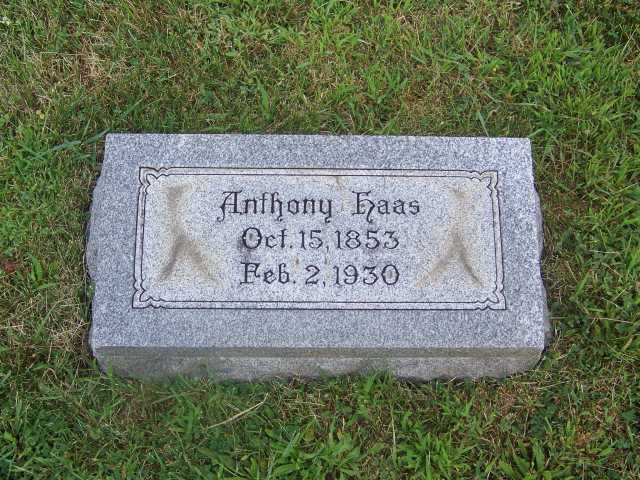 Anthony Haas
Oct. 15, 1853
Feb. 2, 1930